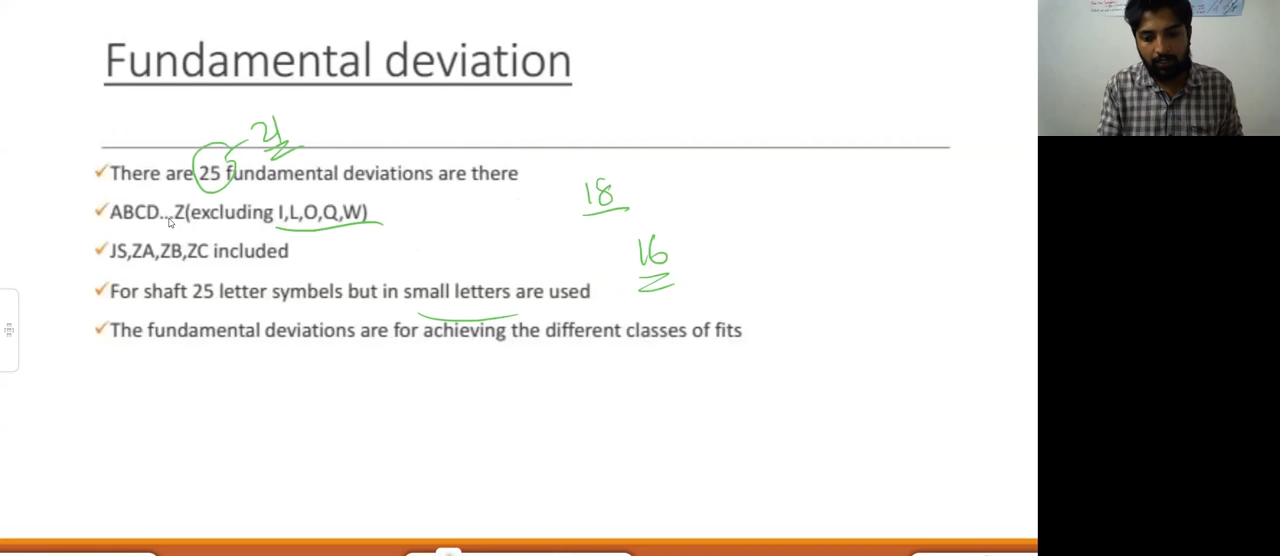 Fundamental deviation
21
There are 25 fundamental deviations are there
18
ABCD...Z(excluding I,L,O,Q,W)
JS,ZA,ZB,ZC included
16
For shaft 25 letter symbols but in small letters are used
The fundamental deviations are for achieving the different classes of fits